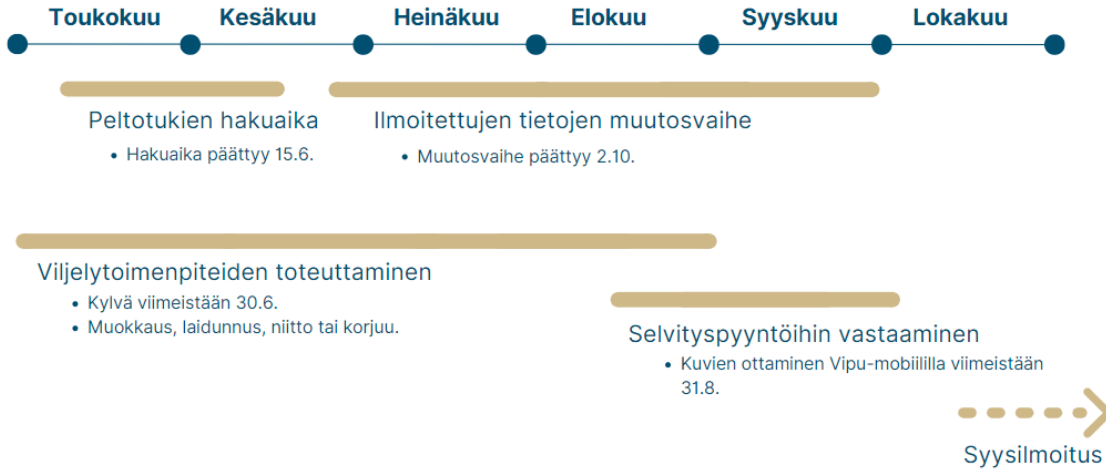 Toukokuu Kesäkuu Heinäkuu Elokuu Syyskuu Lokakuu
Peltotukien hakuaika
• Hakuaika päättyy 15.6.
Ilmoitettujen tietojen muutosvaihe
• Muutosvaihe päättyy 2.10.
Viljelytoimenpiteiden toteuttaminen
• Kylvä viimeistään 30.6.
• Muokkaus, laidunnus, niitto tai korjuu.
Selvityspyyntöihin vastaaminen
• Kuvien ottaminen Vipu-mobiililla viimeistään
31.8.
Syysilmoitus